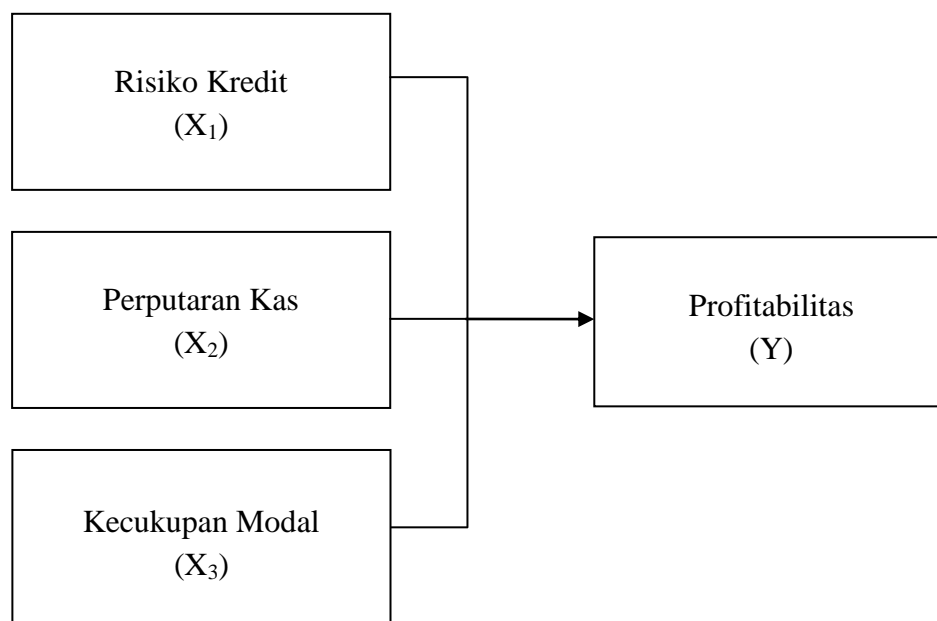 Risiko Kredit
(X₁)
Perputaran Kas
(X₂)
Kecukupan Modal
(X₃)
Profitabilitas
(Y)